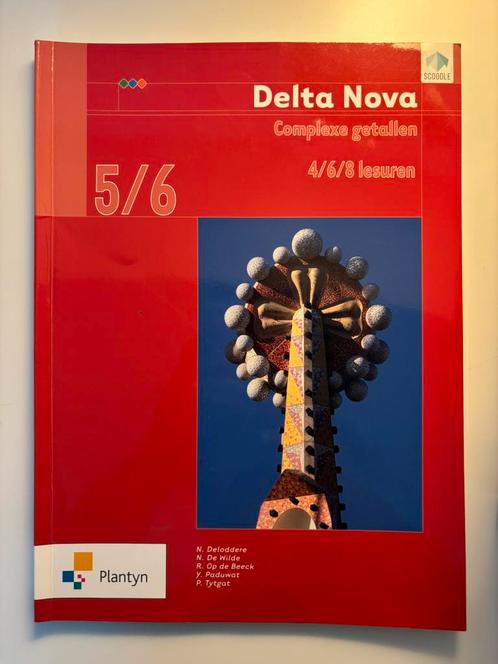 SCOODLE
Delta Nova
Complexe getallen
4/6/8 lesuren
5/6
N. Deloddere
N. De Wilde
R. Op de Beeck
Y. Paduwat
P. Tytgat
Plantyn